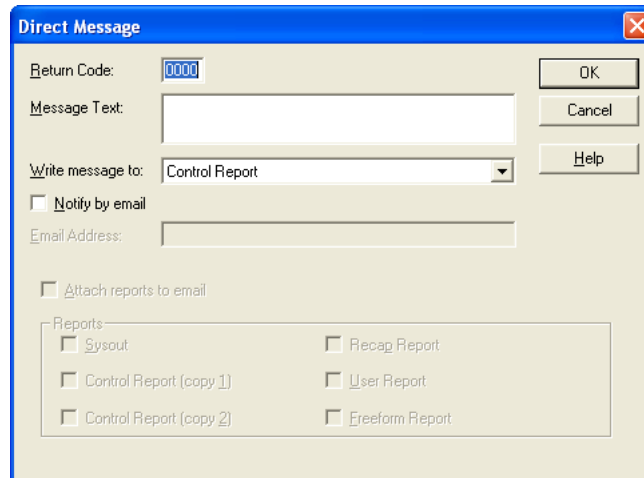 Direct Message
Return Code: 0000
OK
Message Text:
Cancel
Help
Write message to: Control Report
Notify by email
Email Address:
Attach reports to email
Reports
Sysout Recap Report
Control Report (copy 1) User Report
Control Report (copy 2) Freeform Report